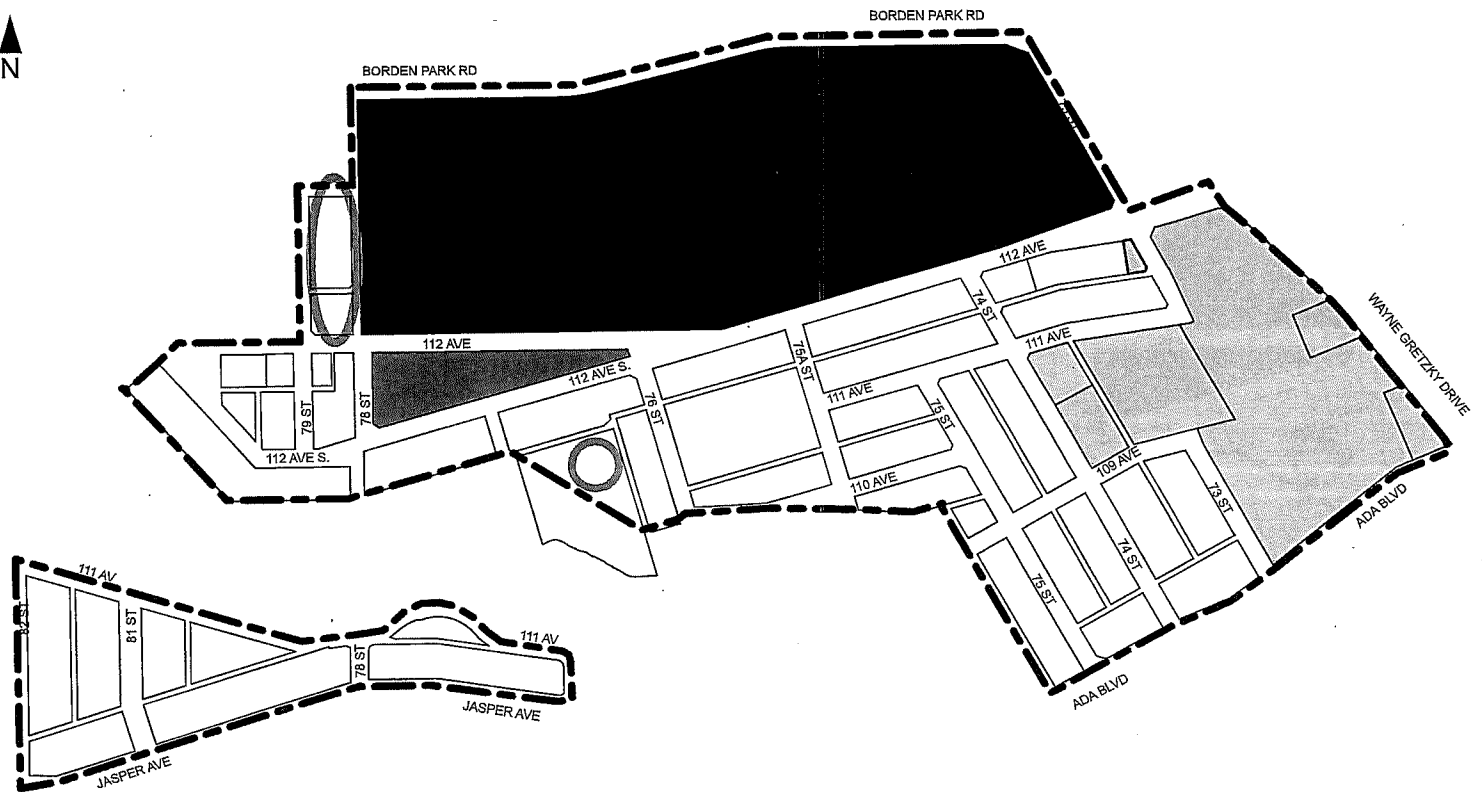 BORDEN PARK RD
N
BORDEN PARK RD
112 AVE
74 ST
WAYNE GRETZKY DRIVE
111 AVE
75A ST
112 AVE
112 AVE S.
111 AVE
78 ST
79 ST
76 ST
75 ST
112 AVE S.
109 AVE
110 AVE
73 ST
ADA BLVD
74 ST
75 ST
ADA BLVD
111 AV
82 ST
81 ST
78 ST
111 AV
JASPER AVE
JASPER AVE